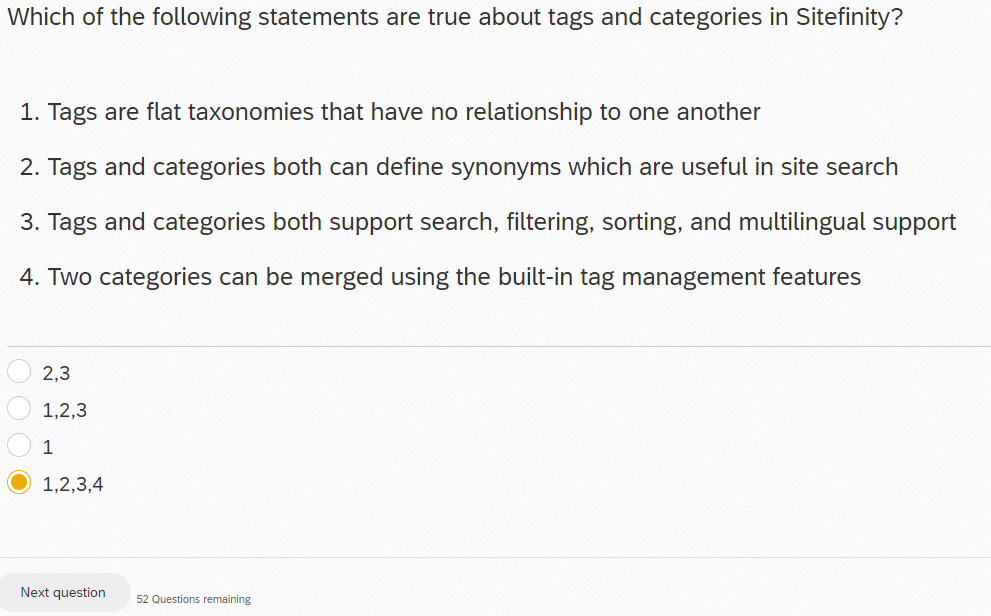 Which of the following statements are true about tags and categories in Sitefinity?
1. Tags are flat taxonomies that have no relationship to one another
2. Tags and categories both can define synonyms which are useful in site search
3. Tags and categories both support search, filtering, sorting, and multilingual support
4. Two categories can be merged using the built-in tag management features
2,3
1,2,3
1
1,2,3,4
Next question
52 Questions remaining